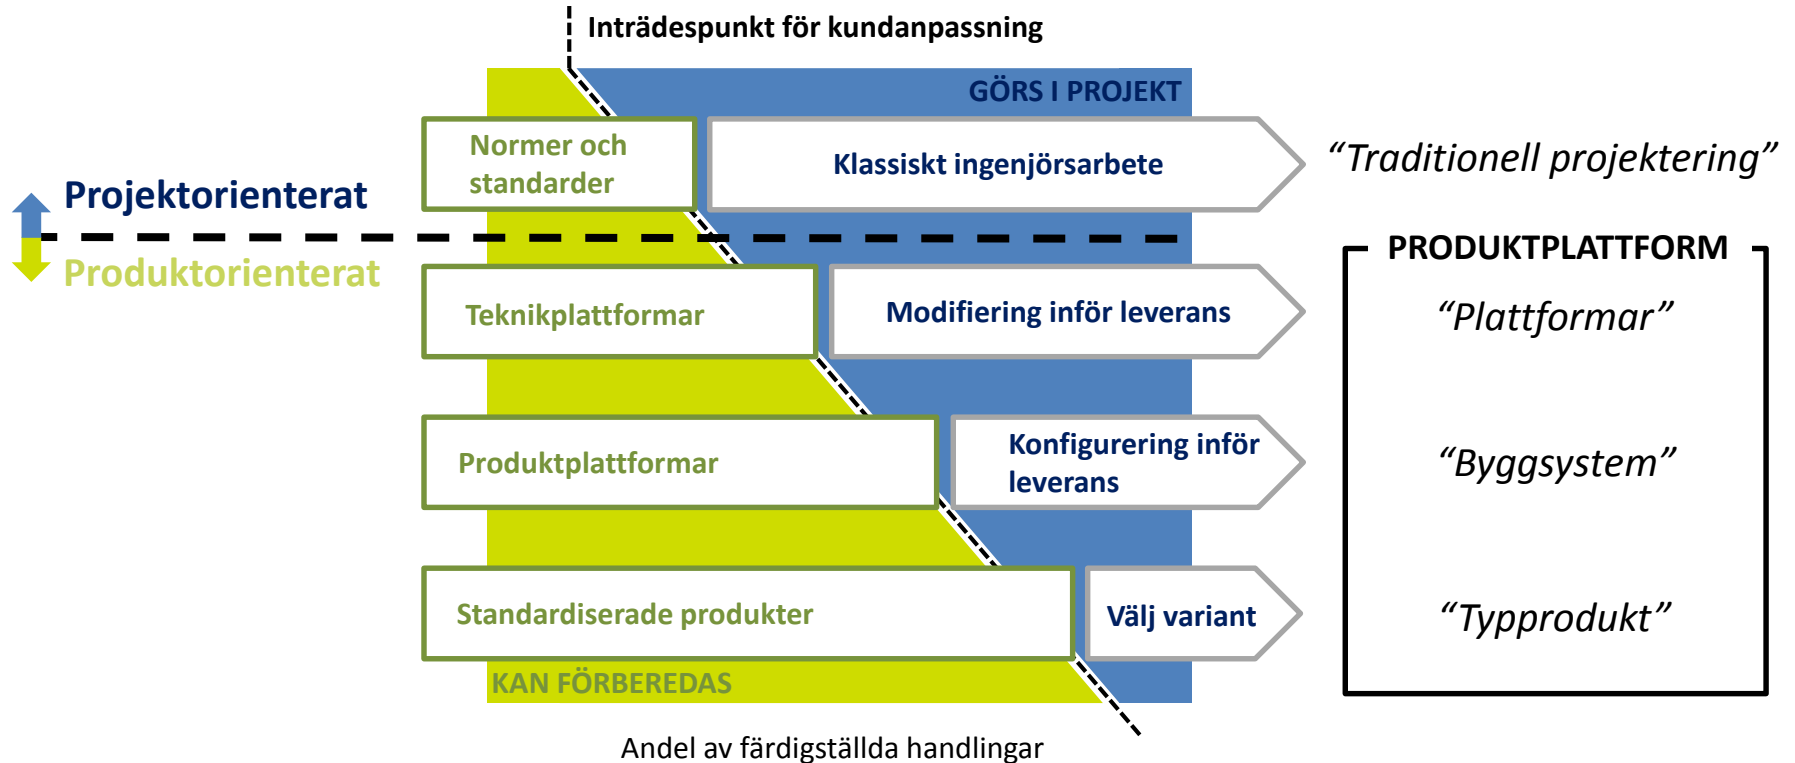 Inträdespunkt för kundanpassning
GÖRS I PROJEKT
Normer och
standarder
Klassiskt ingenjörsarbete
“Traditionell projektering”
Projektorienterat
Produktorienterat
PRODUKTPLATTFORM
Teknikplattformar
Modifiering inför leverans
“Plattformar”
Produktplattformar
Konfigurering inför
leverans
“Byggsystem”
Standardiserade produkter
Välj variant
“Typprodukt”
KAN FÖRBEREDAS
Andel av färdigställda handlingar